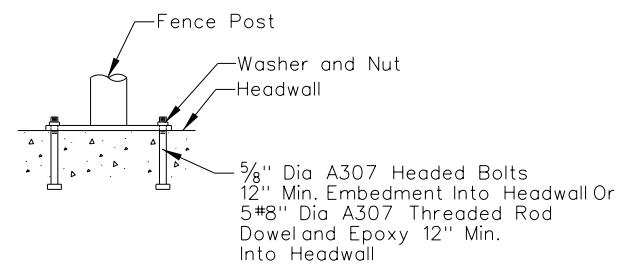 Fence Post
Washer and Nut
Headwall
5/8" Dia A307 Headed Bolts
12" Min. Embedment Into Headwall Or
5#8" Dia A307 Threaded Rod
Dowel and Epoxy 12" Min.
Into Headwall